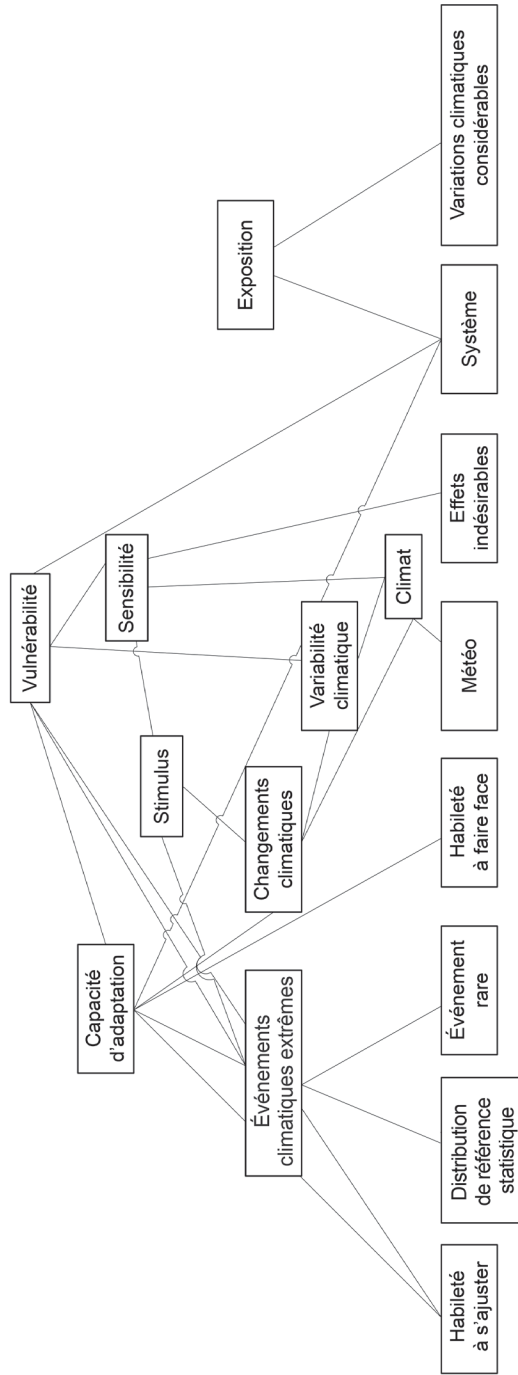 Vulnérabilité
Capacité
d’adaptation
Sensibilité
Stimulus
Exposition
Événements
climatiques extrêmes
Changements
climatiques
Variabilité
climatique
Climat
Habileté
à s’ajuster
Distribution
de référence
statistique
Événement
rare
Habileté
à faire face
Météo
Effets
indésirables
Système
Variations climatiques
considérables